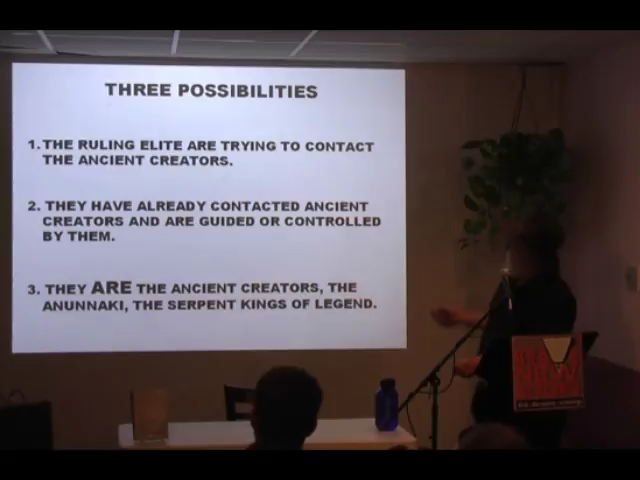 THREE POSSIBILITIES
1. THE RULING ELITE ARE TRYING TO CONTACT
THE ANCIENT CREATORS.
2. THEY HAVE ALREADY CONTACTED ANCIENT
CREATORS AND ARE GUIDED OR CONTROLLED
BY THEM.
3. THEY ARE THE ANCIENT CREATORS, THE
ANUNNAKI, THE SERPENT KINGS OF LEGEND.